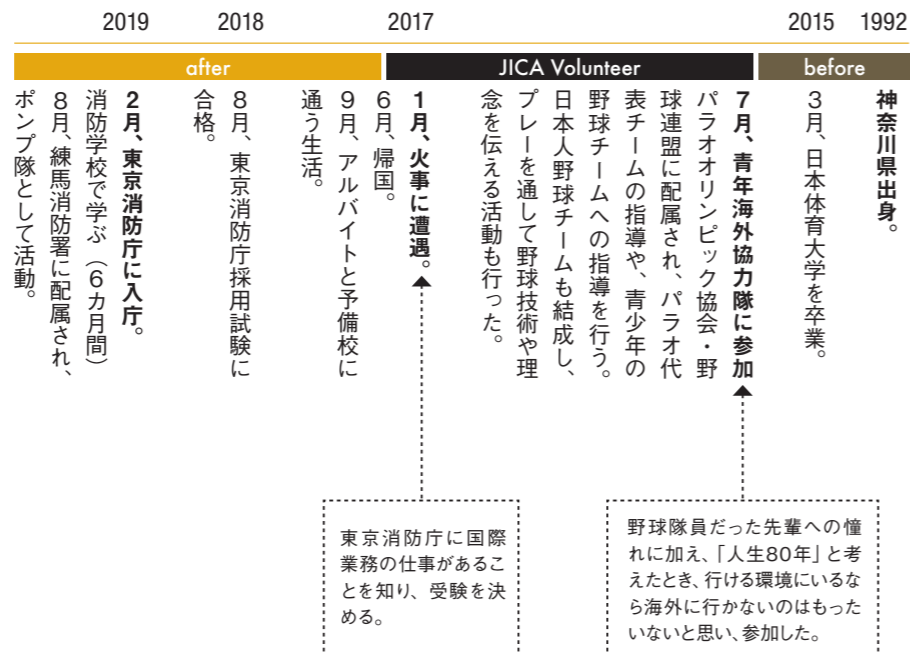 1992
2015
2017
2018
2019
before
JICA Volunteer
after
神奈川県出身。
3月、日本体育大学を卒業。
7月、青年海外協力隊に参加
パラオオリンピック協会・野
球連盟に配属され、パラオ代
表チームの指導や、青少年の
野球チームへの指導を行う。
日本人野球チームも結成し、
プレーを通して野球技術や理
念を伝える活動も行った。
1月、火事に遭遇。
6月、帰国。
9月、アルバイトと予備校に
通う生活。
8月、東京消防庁採用試験に
合格。
2月、東京消防庁に入庁。
消防学校で学ぶ（6カ月間）
8月、練馬消防署に配属され、
ポンプ隊として活動。
野球隊員だった先輩への憧
れに加え、「人生80年」と考
えたとき、行ける環境にいるな
ら海外に行かないのはもった
いないと思い、参加した。
東京消防庁に国際
業務の仕事があるこ
とを知り、受験を決
める。